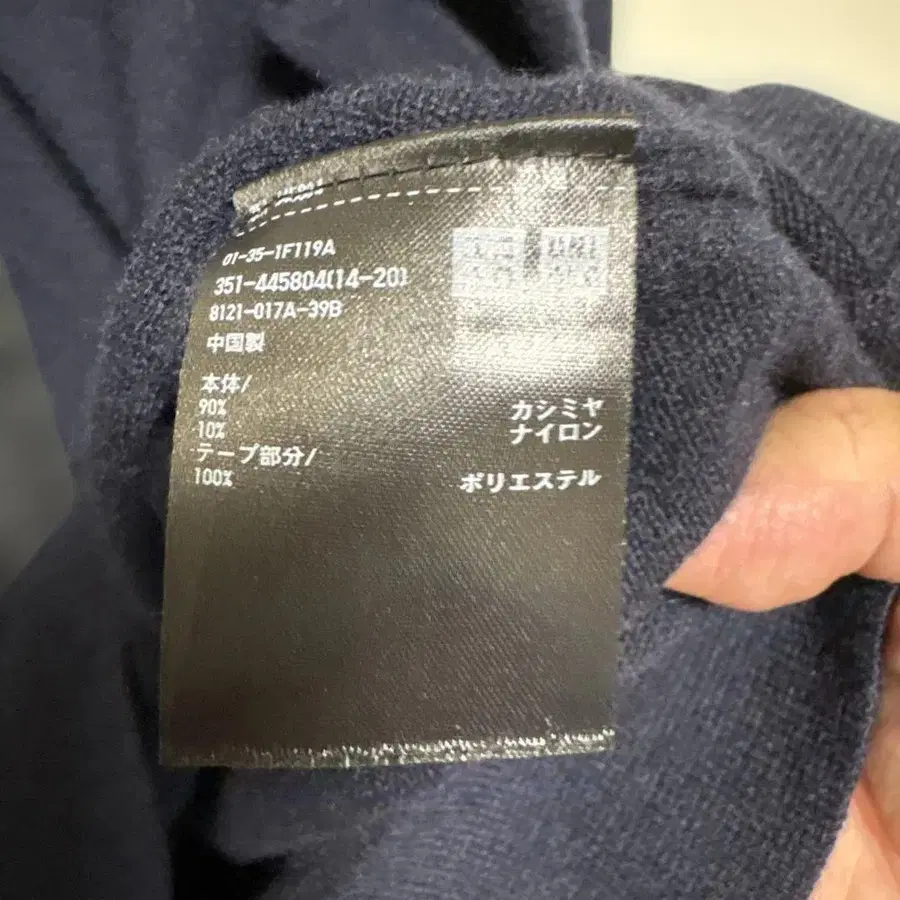 01-35-1F119A
351-445804(14-20)
8121-017A-39B
中国製
本体/
90% カシミヤ
10% ナイロン
テープ部分/
100% ポリエステル